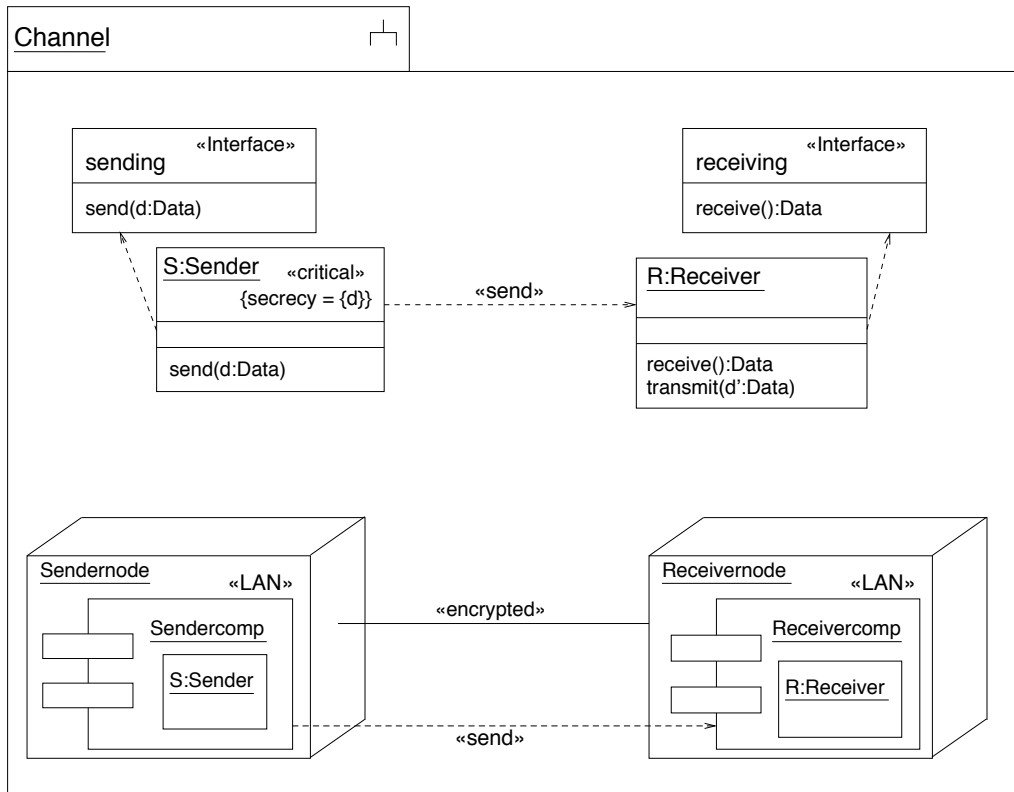 Channel
«Interface»
sending
send(d:Data)
«Interface»
receiving
receive():Data
S:Sender
«critical»
{secrecy = {d}}
send(d:Data)
«send»
R:Receiver
receive():Data
transmit(d':Data)
Sendernode
«LAN»
Sendercomp
S:Sender
«encrypted»
«send»
Receivernode
«LAN»
Receivercomp
R:Receiver